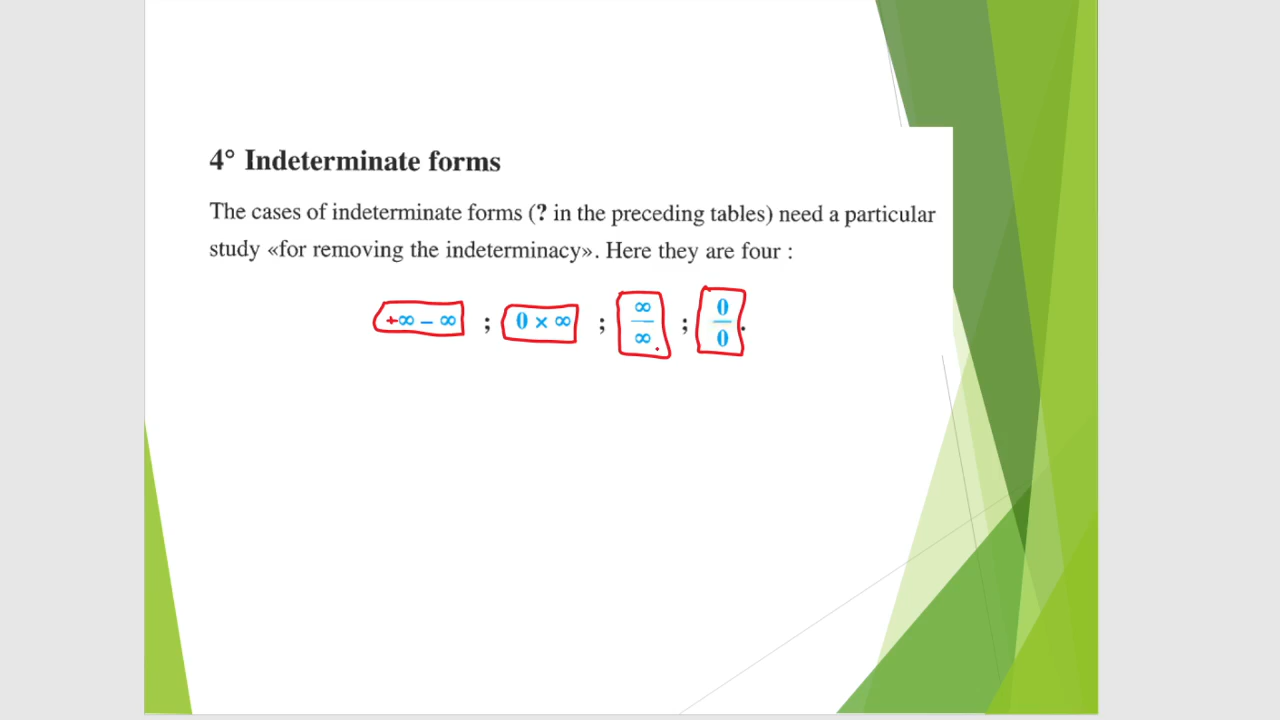 4° Indeterminate forms
The cases of indeterminate forms (? in the preceding tables) need a particular
study «for removing the indeterminacy». Here they are four :
+∞ – ∞ ; 0 × ∞ ; ∞/∞ ; 0/0.